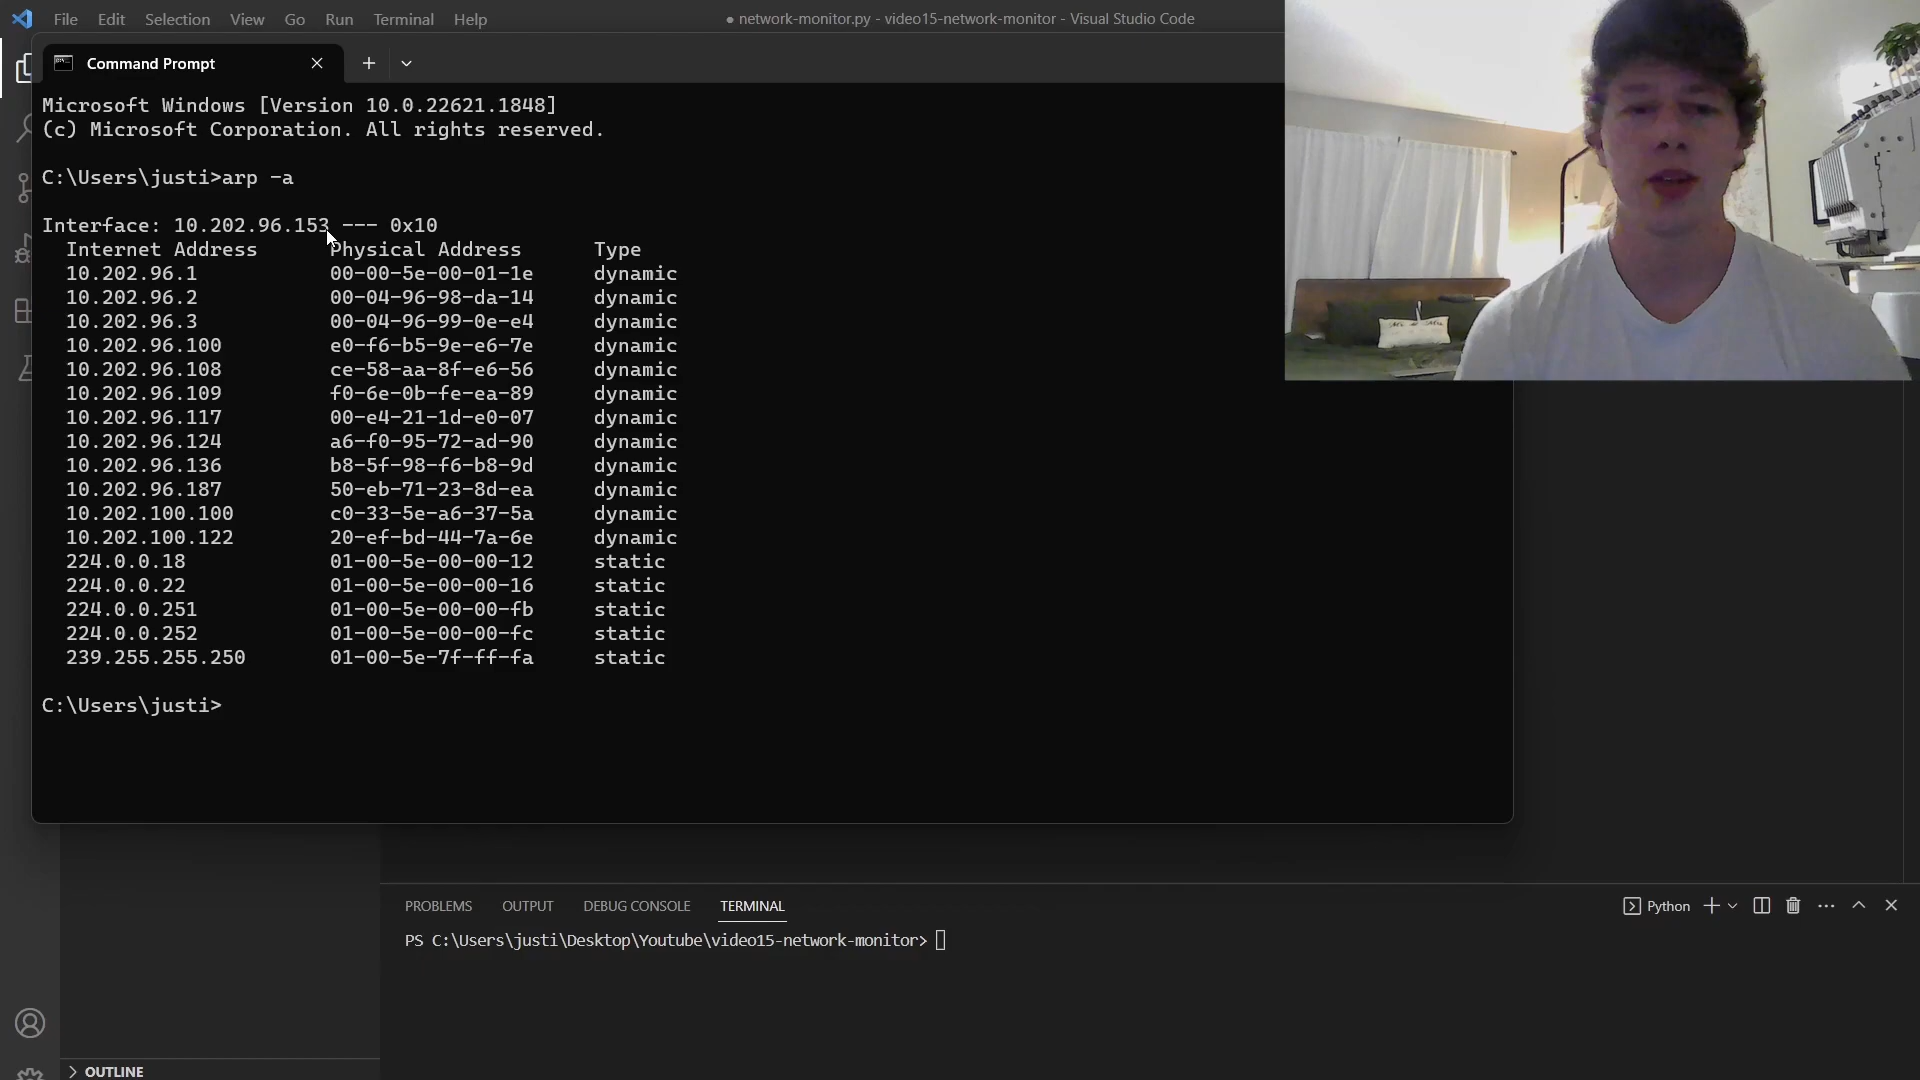 File Edit Selection View Go Run Terminal Help
● network-monitor.py - video15-network-monitor - Visual Studio Code
Command Prompt
Microsoft Windows [Version 10.0.22621.1848]
(c) Microsoft Corporation. All rights reserved.
C:\Users\justi>arp -a
Interface: 10.202.96.153 --- 0x10
Internet Address Physical Address Type
10.202.96.1 00-00-5e-00-01-1e dynamic
10.202.96.2 00-04-96-98-da-14 dynamic
10.202.96.3 00-04-96-99-0e-e4 dynamic
10.202.96.100 e0-f6-b5-9e-e6-7e dynamic
10.202.96.108 ce-58-aa-8f-e6-56 dynamic
10.202.96.109 f0-6e-0b-fe-ea-89 dynamic
10.202.96.117 00-e4-21-1d-e0-07 dynamic
10.202.96.124 a6-f0-95-72-ad-90 dynamic
10.202.96.136 b8-5f-98-f6-b8-9d dynamic
10.202.96.187 50-eb-71-23-8d-ea dynamic
10.202.100.100 c0-33-5e-a6-37-5a dynamic
10.202.100.122 20-ef-bd-44-7a-6e dynamic
224.0.0.18 01-00-5e-00-00-12 static
224.0.0.22 01-00-5e-00-00-16 static
224.0.0.251 01-00-5e-00-00-fb static
224.0.0.252 01-00-5e-00-00-fc static
239.255.255.250 01-00-5e-7f-ff-fa static
C:\Users\justi>
PROBLEMS OUTPUT DEBUG CONSOLE TERMINAL
Python
PS C:\Users\justi\Desktop\Youtube\video15-network-monitor>
OUTLINE